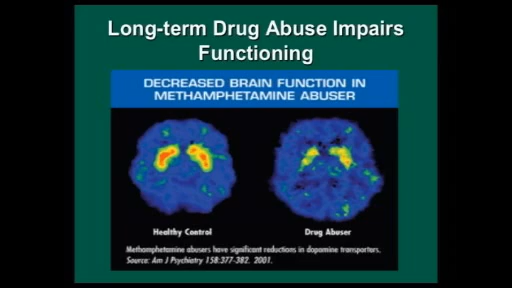 Long-term Drug Abuse Impairs
Functioning
DECREASED BRAIN FUNCTION IN
METHAMPHETAMINE ABUSER
Healthy Control
Drug Abuser
Methamphetamine abusers have significant reductions in dopamine transporters.
Source: Am J Psychiatry 158:377-382, 2001.